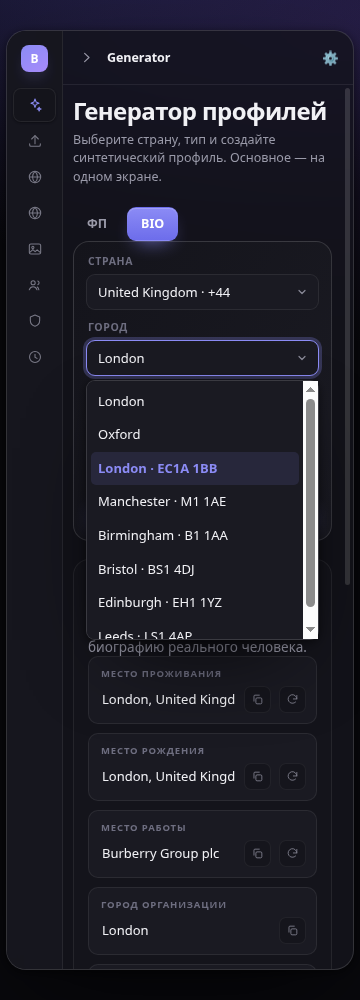 B
Generator
Генератор профилей
Выберите страну, тип и создайте
синтетический профиль. Основное — на
одном экране.
ФП
BIO
СТРАНА
United Kingdom · +44
ГОРОД
London
London
Oxford
London · EC1A 1BB
Manchester · M1 1AE
Birmingham · B1 1AA
Bristol · BS1 4DJ
Edinburgh · EH1 1YZ
Leeds · LS1 4AP
биографию реального человека.
МЕСТО ПРОЖИВАНИЯ
London, United Kingd
МЕСТО РОЖДЕНИЯ
London, United Kingd
МЕСТО РАБОТЫ
Burberry Group plc
ГОРОД ОРГАНИЗАЦИИ
London